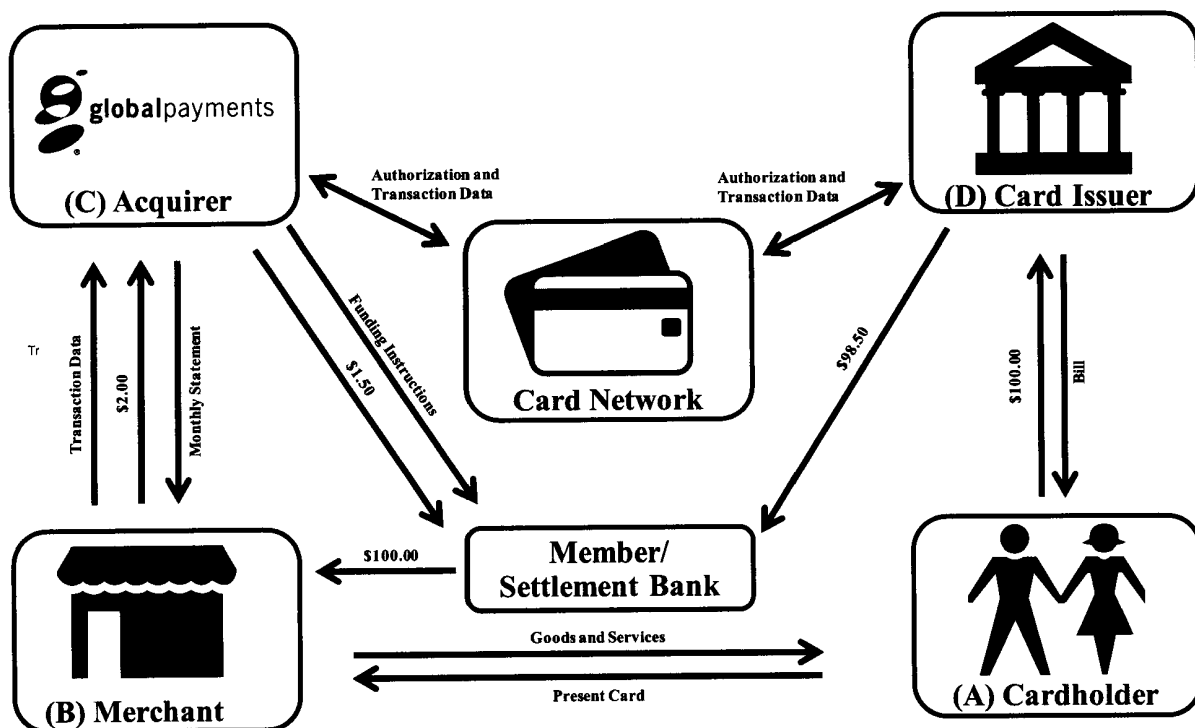 globalpayments
®
(C) Acquirer
(D) Card Issuer
Authorization and
Transaction Data
Authorization and
Transaction Data
Card Network
Funding Instructions
$1.50
$98.50
Tr
Transaction Data
$2.00
Monthly Statement
$100.00
Bill
$100.00
Member/
Settlement Bank
Goods and Services
Present Card
(B) Merchant
(A) Cardholder